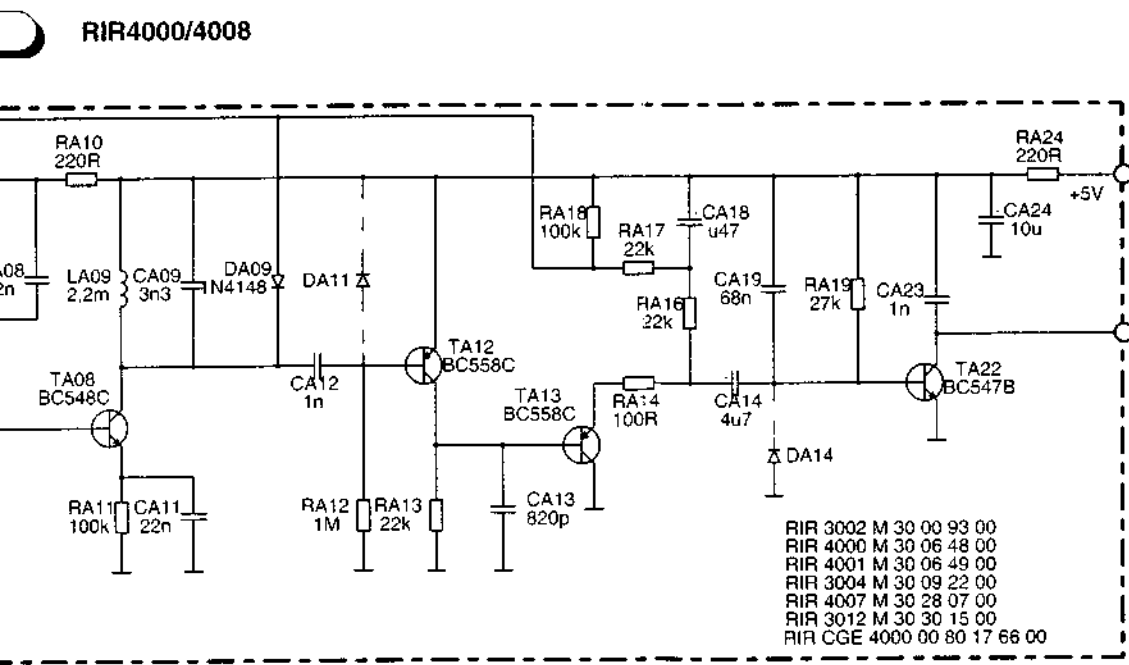 RIR4000/4008
RA10
220R
RA24
220R
+5V
CA24
10u
RA18
100k
RA17
22k
CA18
u47
LA09
2,2m
CA09
3n3
DA09
1N4148
DA11
CA19
68n
RA19
27k
CA23
1n
RA16
22k
TA12
BC558C
CA12
1n
TA08
BC548C
TA13
BC558C
RA14
100R
CA14
4u7
TA22
BC547B
DA14
RA11
100k
CA11
22n
RA12
1M
RA13
22k
CA13
820p
RIR 3002 M 30 00 93 00
RIR 4000 M 30 06 48 00
RIR 4001 M 30 06 49 00
RIR 3004 M 30 09 22 00
RIR 4007 M 30 28 07 00
RIR 3012 M 30 30 15 00
RIR CGE 4000 00 80 17 66 00